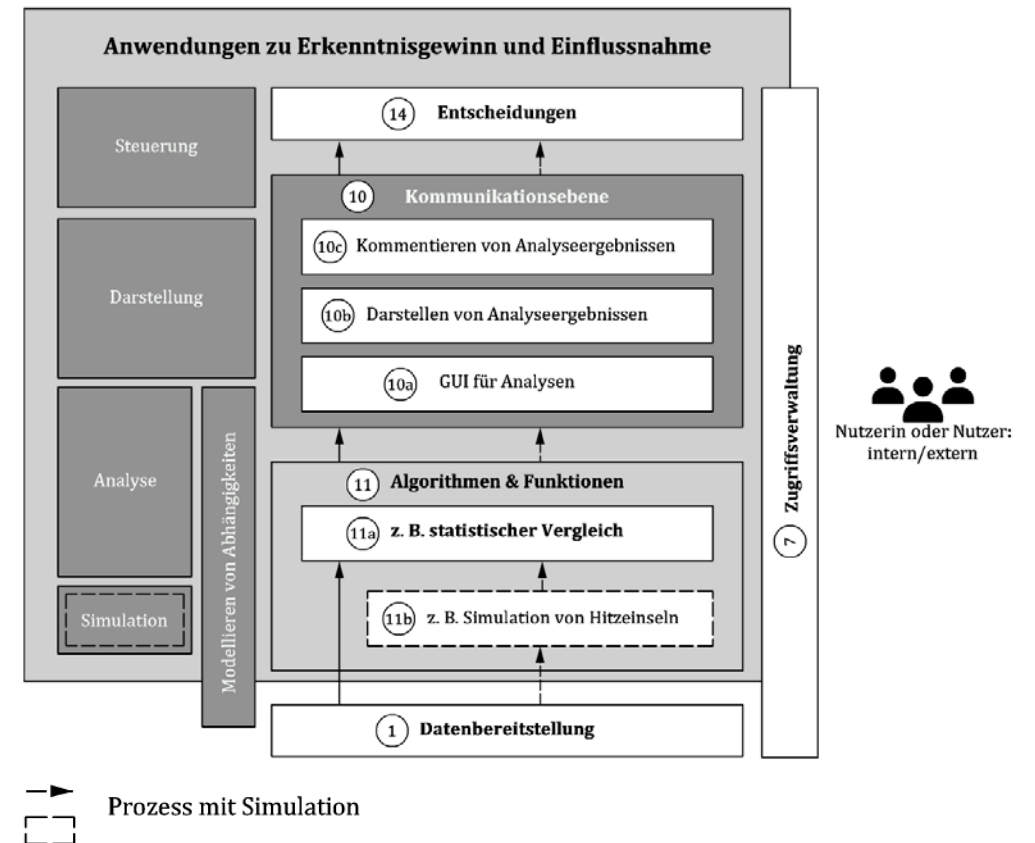 Anwendungen zu Erkenntnisgewinn und Einflussnahme
Steuerung
Darstellung
Analyse
Simulation
Modellieren von Abhängigkeiten
14 Entscheidungen
10 Kommunikationsebene
10c Kommentieren von Analyseergebnissen
10b Darstellen von Analyseergebnissen
10a GUI für Analysen
11 Algorithmen & Funktionen
11a z. B. statistischer Vergleich
11b z. B. Simulation von Hitzeinseln
1 Datenbereitstellung
7 Zugriffsverwaltung
Nutzerin oder Nutzer:
intern/extern
Prozess mit Simulation